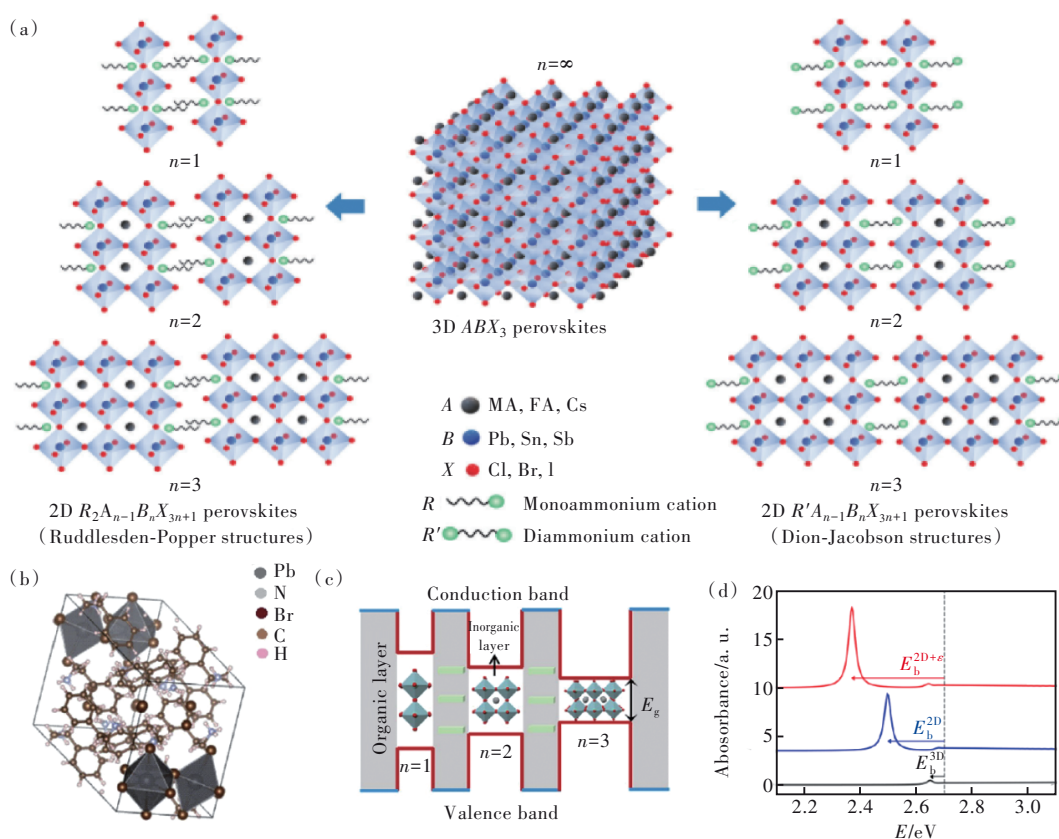 (a)
n=1
n=2
n=3
2D R₂Aₙ₋₁BₙX₃ₙ₊₁ perovskites
(Ruddlesden-Popper structures)
n=∞
3D ABX₃ perovskites
A MA, FA, Cs
B Pb, Sn, Sb
X Cl, Br, l
R Monoammonium cation
R′ Diammonium cation
n=1
n=2
n=3
2D R′Aₙ₋₁BₙX₃ₙ₊₁ perovskites
(Dion-Jacobson structures)
(b)
Pb
N
Br
C
H
(c)
Conduction band
Organic layer
Inorganic
layer
E_g
n=1
n=2
n=3
Valence band
(d)
Abosorbance/a. u.
20
15
10
5
0
E_b^{2D+ε}
E_b^{2D}
E_b^{3D}
2.2 2.4 2.6 2.8 3.0
E/eV